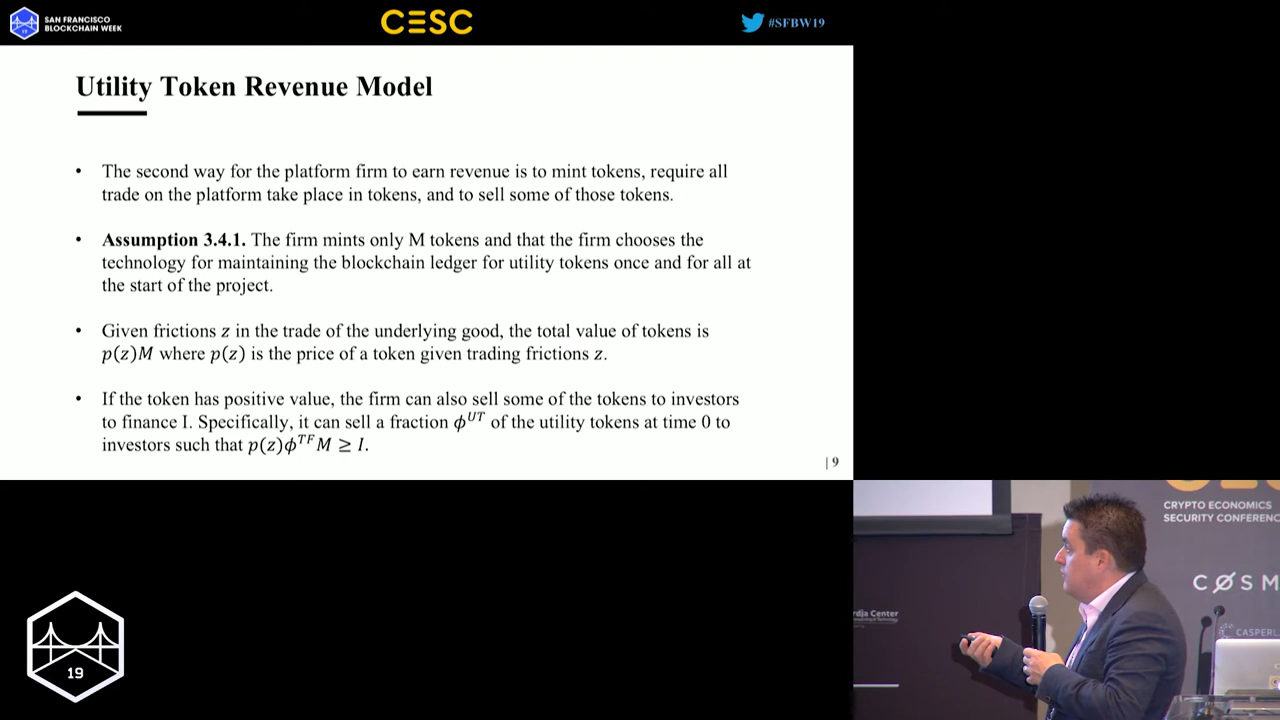 SAN FRANCISCO
BLOCKCHAIN WEEK
19
CESC
#SFBW19
Utility Token Revenue Model
• The second way for the platform firm to earn revenue is to mint tokens, require all
trade on the platform take place in tokens, and to sell some of those tokens.
• Assumption 3.4.1. The firm mints only M tokens and that the firm chooses the
technology for maintaining the blockchain ledger for utility tokens once and for all at
the start of the project.
• Given frictions z in the trade of the underlying good, the total value of tokens is
p(z)M where p(z) is the price of a token given trading frictions z.
• If the token has positive value, the firm can also sell some of the tokens to investors
to finance I. Specifically, it can sell a fraction ϕ^{UT} of the utility tokens at time 0 to
investors such that p(z)ϕ^{TF}M ≥ I.
| 9
19
CRYPTO ECONOMICS
SECURITY CONFERENC
CØSM
Center
CASPERL